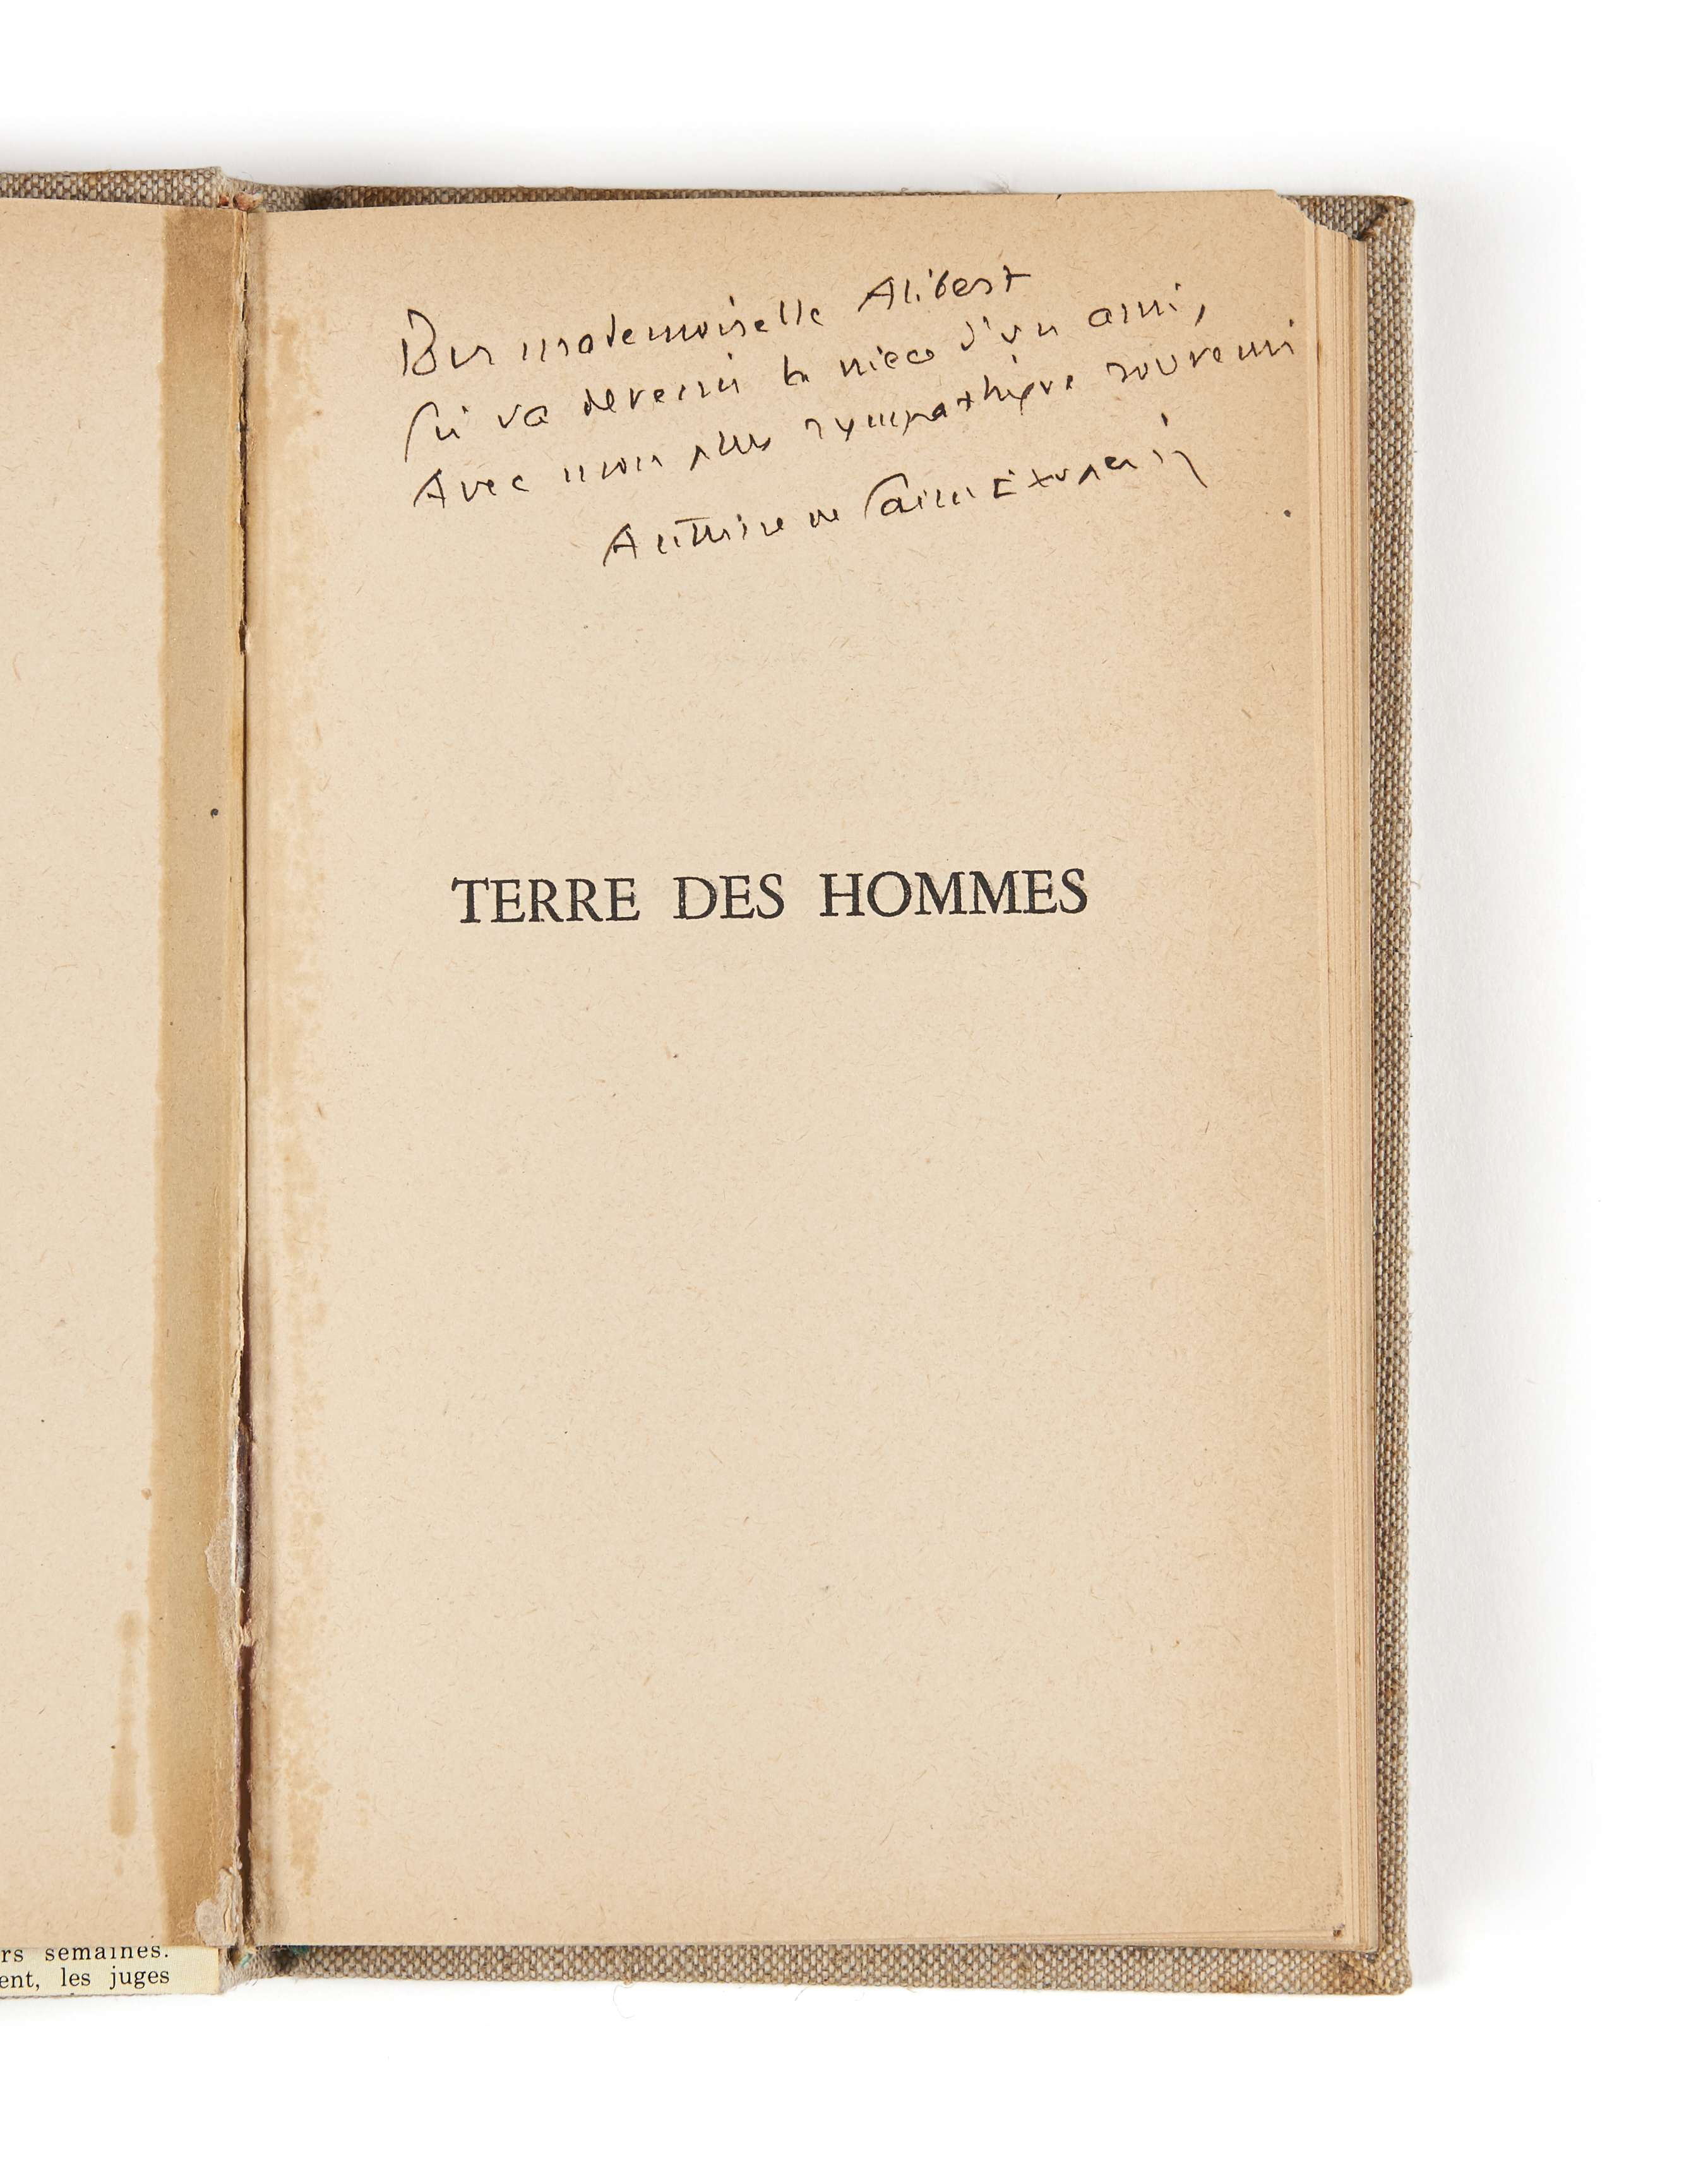 Pour mademoiselle Alibert
qui va devenir la nièce d'un ami,
Avec mon plus sympathique souvenir
Antoine de Saint Exupéry
TERRE DES HOMMES
rs semaines.
ent, les juges